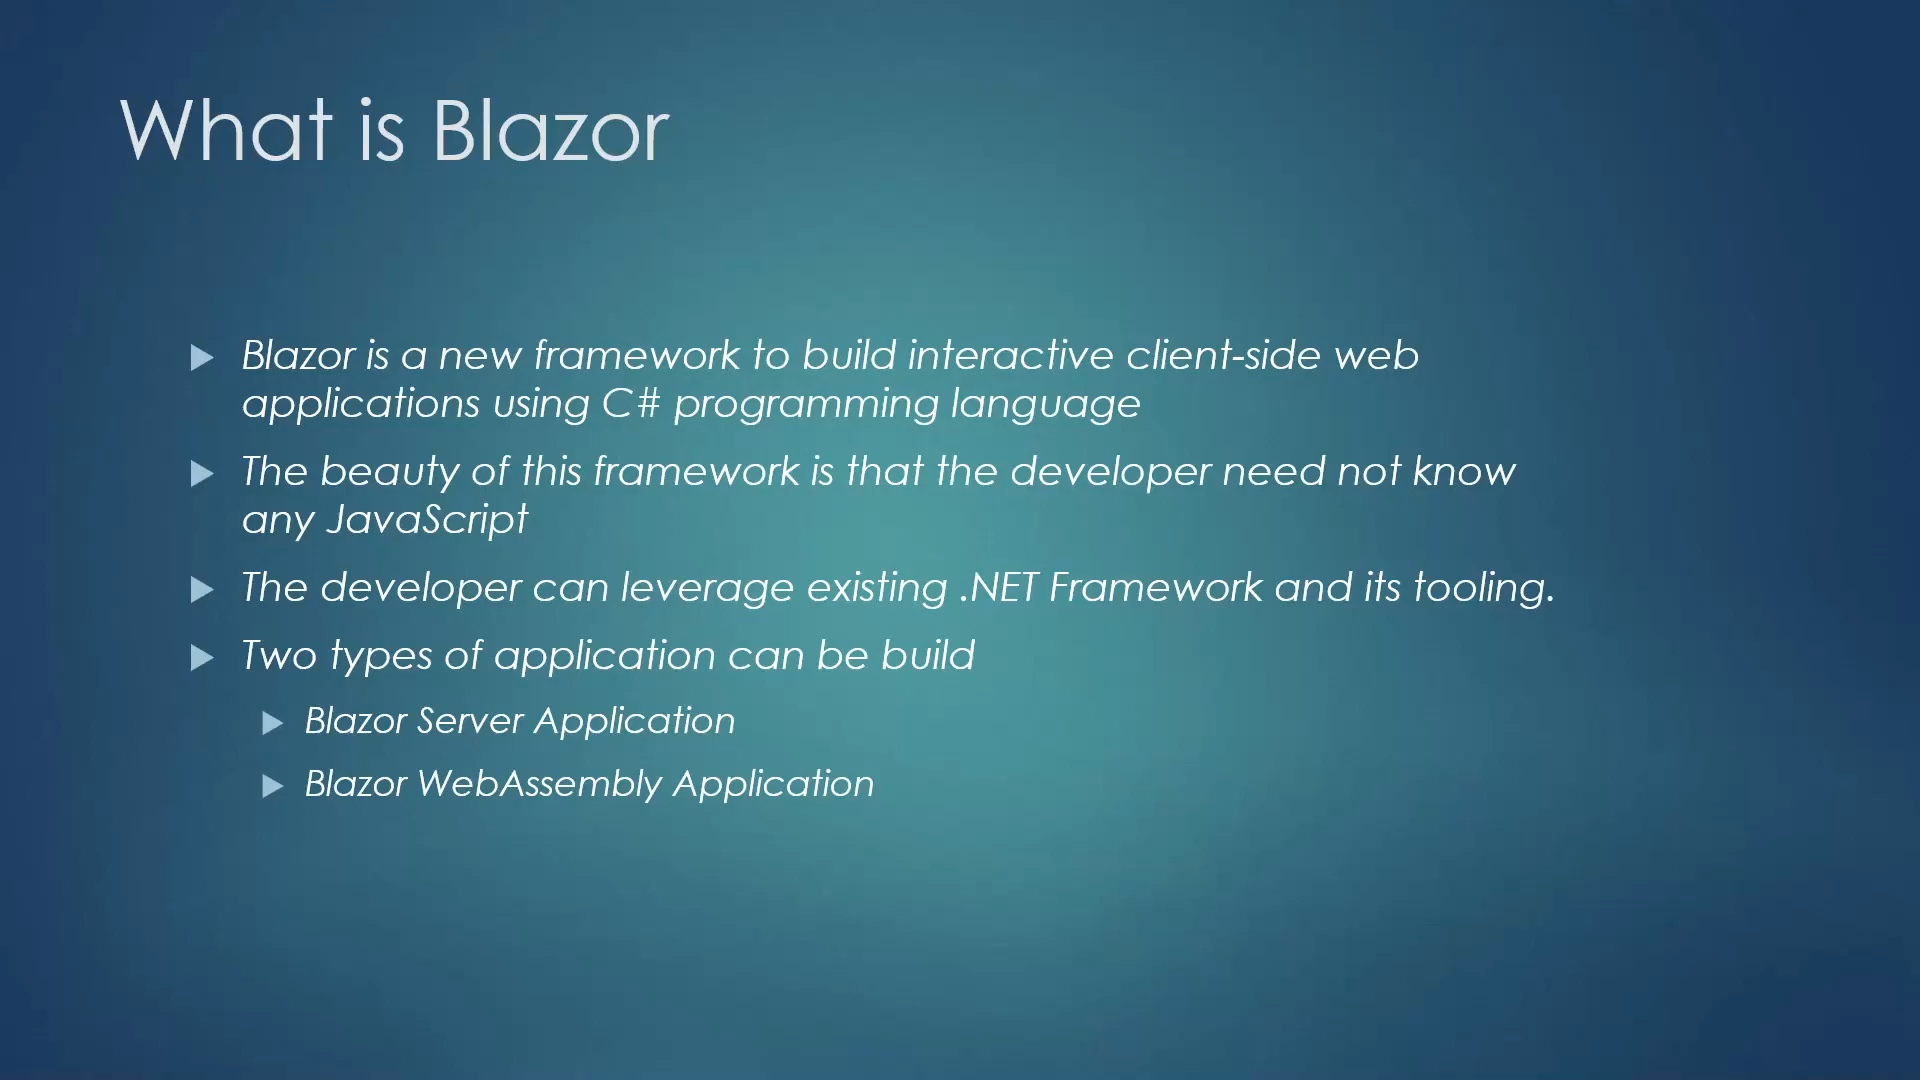 What is Blazor
Blazor is a new framework to build interactive client-side web
applications using C# programming language
The beauty of this framework is that the developer need not know
any JavaScript
The developer can leverage existing .NET Framework and its tooling.
Two types of application can be build
Blazor Server Application
Blazor WebAssembly Application